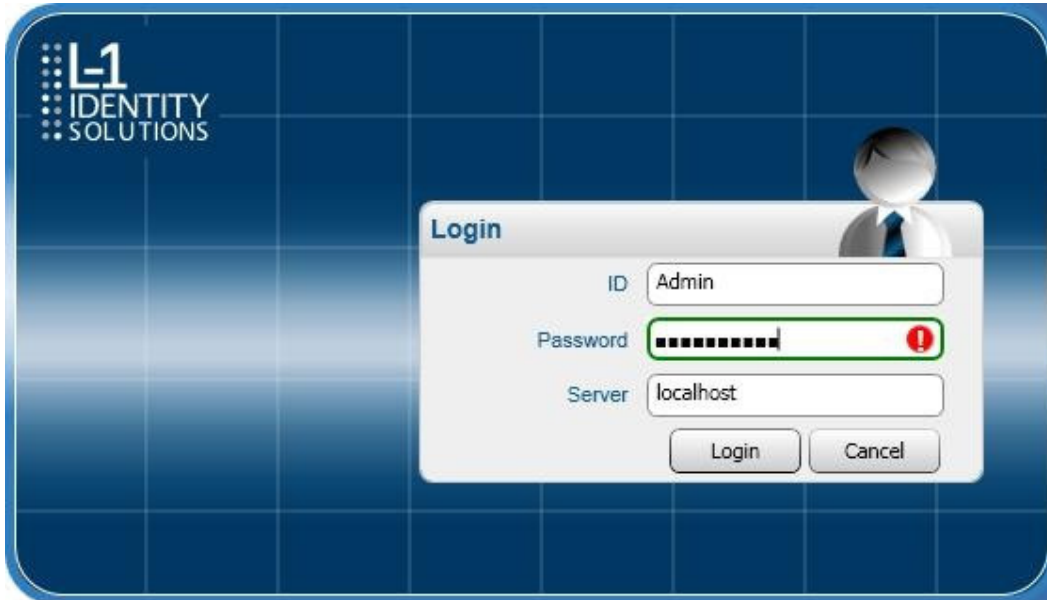 L-1
IDENTITY
SOLUTIONS
Login
ID Admin
Password ■■■■■■■■■■
Server localhost
Login Cancel